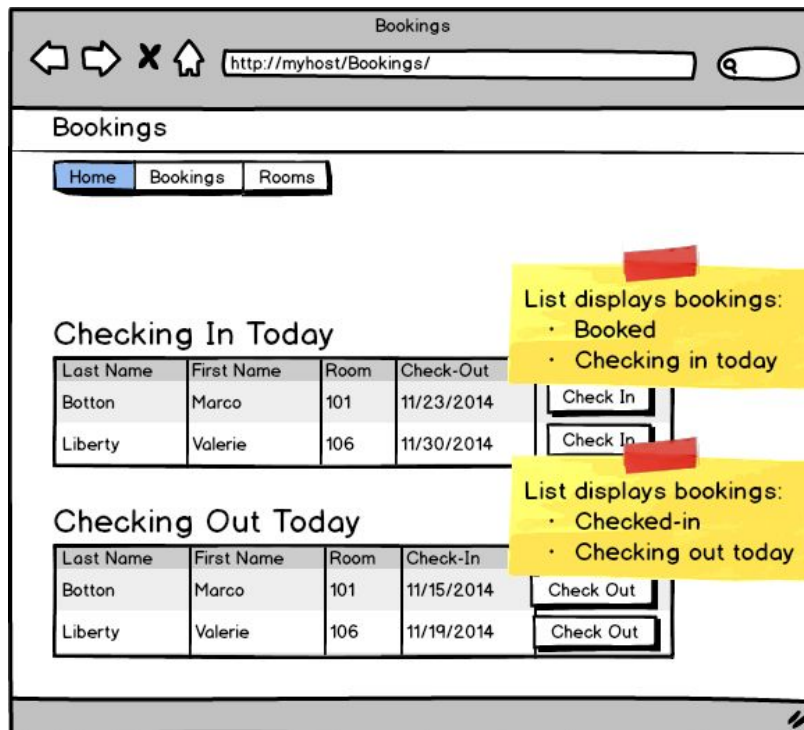 Bookings
http://myhost/Bookings/
Bookings
Home Bookings Rooms
List displays bookings:
· Booked
· Checking in today
Checking In Today
Last Name First Name Room Check-Out
Botton Marco 101 11/23/2014 Check In
Liberty Valerie 106 11/30/2014 Check In
List displays bookings:
· Checked-in
· Checking out today
Checking Out Today
Last Name First Name Room Check-In
Botton Marco 101 11/15/2014 Check Out
Liberty Valerie 106 11/19/2014 Check Out